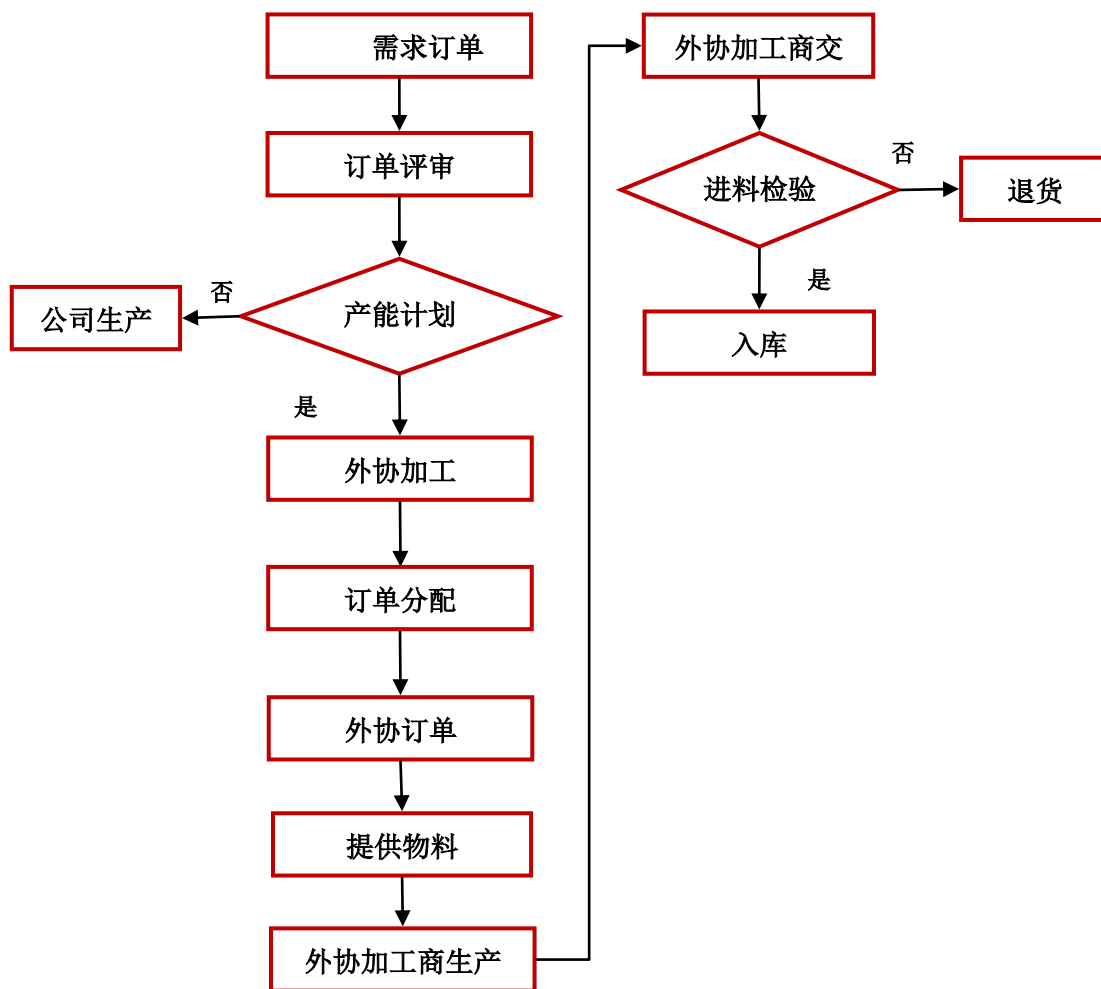 需求订单
订单评审
产能计划
否
公司生产
是
外协加工
订单分配
外协订单
提供物料
外协加工商生产
外协加工商交
进料检验
否
退货
是
入库